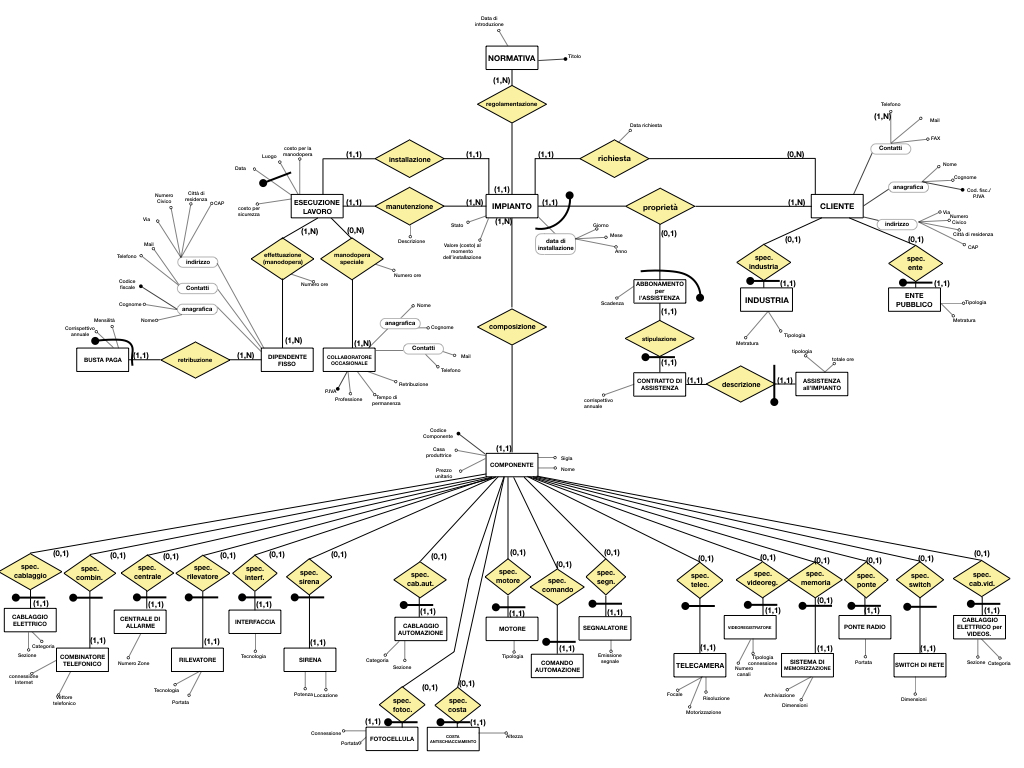 Data di
introduzione
NORMATIVA
Titolo
(1,N)
regolamentazione
Telefono
(1,N)
Mail
FAX
Contatti
Data richiesta
costo per la
manodopera
Luogo
Data
(1,1)
installazione
(1,1)
(1,1)
richiesta
(0,N)
Nome
Cognome
anagrafica
Cod. fisc./
P.IVA
costo per
sicurezza
ESECUZIONE
LAVORO
(1,1)
manutenzione
(1,N)
Descrizione
(1,1)
IMPIANTO
(1,N)
(1,1)
Stato
Valore (costo) al
momento
dell'installazione
data di
installazione
Giorno
Mese
Anno
proprietà
(1,N)
(0,1)
CLIENTE
indirizzo
Via
Numero
Civico
Città di residenza
CAP
Numero
Civico
Città di
residenza
CAP
Via
Mail
Telefono
indirizzo
Contatti
Codice
fiscale
Cognome
Nome
anagrafica
(1,N)
(0,N)
effettuazione
(manodopera)
Numero ore
manodopera
speciale
Numero ore
(0,1)
spec.
industria
(1,1)
INDUSTRIA
Metratura
Tipologia
(0,1)
spec.
ente
(1,1)
ENTE
PUBBLICO
Tipologia
Metratura
ABBONAMENTO
per
l'ASSISTENZA
Scadenza
(1,1)
stipulazione
(1,1)
CONTRATTO DI
ASSISTENZA
corrispettivo
annuale
(1,1)
descrizione
(1,1)
ASSISTENZA
all'IMPIANTO
tipologia
totale ore
Mensilità
Corrispettivo
annuale
BUSTA PAGA
(1,1)
retribuzione
(1,N)
(1,N)
DIPENDENTE
FISSO
(1,N)
COLLABORATORE
OCCASIONALE
Nome
anagrafica
Cognome
Contatti
Mail
Telefono
Retribuzione
Tempo di
permanenza
P.IVA
Professione
composizione
(1,1)
COMPONENTE
Codice
Componente
Casa
produttrice
Prezzo
unitario
Sigla
Nome
(0,1)
spec.
cablaggio
(1,1)
CABLAGGIO
ELETTRICO
Categoria
Sezione
(0,1)
spec.
combin.
(1,1)
COMBINATORE
TELEFONICO
connessione
Internet
Vettore
telefonico
(0,1)
spec.
centrale
(1,1)
CENTRALE DI
ALLARME
Numero Zone
(0,1)
spec.
rilevatore
(1,1)
RILEVATORE
Tecnologia
Portata
(0,1)
spec.
interf.
(1,1)
INTERFACCIA
Tecnologia
(0,1)
spec.
sirena
(1,1)
SIRENA
Potenza
Locazione
(0,1)
spec.
cab.aut.
(1,1)
CABLAGGIO
AUTOMAZIONE
Categoria
Sezione
(0,1)
spec.
fotoc.
(1,1)
FOTOCELLULA
Connessione
Portata
(0,1)
spec.
costa
(1,1)
COSTA
ANTISCHIACCIAMENTO
Altezza
(0,1)
spec.
motore
(1,1)
MOTORE
Tipologia
(0,1)
spec.
comando
(1,1)
COMANDO
AUTOMAZIONE
(0,1)
spec.
segn.
(1,1)
SEGNALATORE
Emissione
segnale
(0,1)
spec.
telec.
(1,1)
TELECAMERA
Focale
Risoluzione
Motorizzazione
(0,1)
spec.
videoreg.
(1,1)
VIDEOREGISTRATORE
Numero
canali
Tipologia
connessione
(0,1)
spec.
memoria
(0,1)
(1,1)
SISTEMA DI
MEMORIZZAZIONE
Archiviazione
Dimensioni
(0,1)
spec.
ponte
(1,1)
PONTE RADIO
Portata
(0,1)
spec.
switch
(1,1)
SWITCH DI RETE
Dimensioni
(0,1)
spec.
cab.vid.
(1,1)
CABLAGGIO
ELETTRICO per
VIDEOS.
Sezione
Categoria